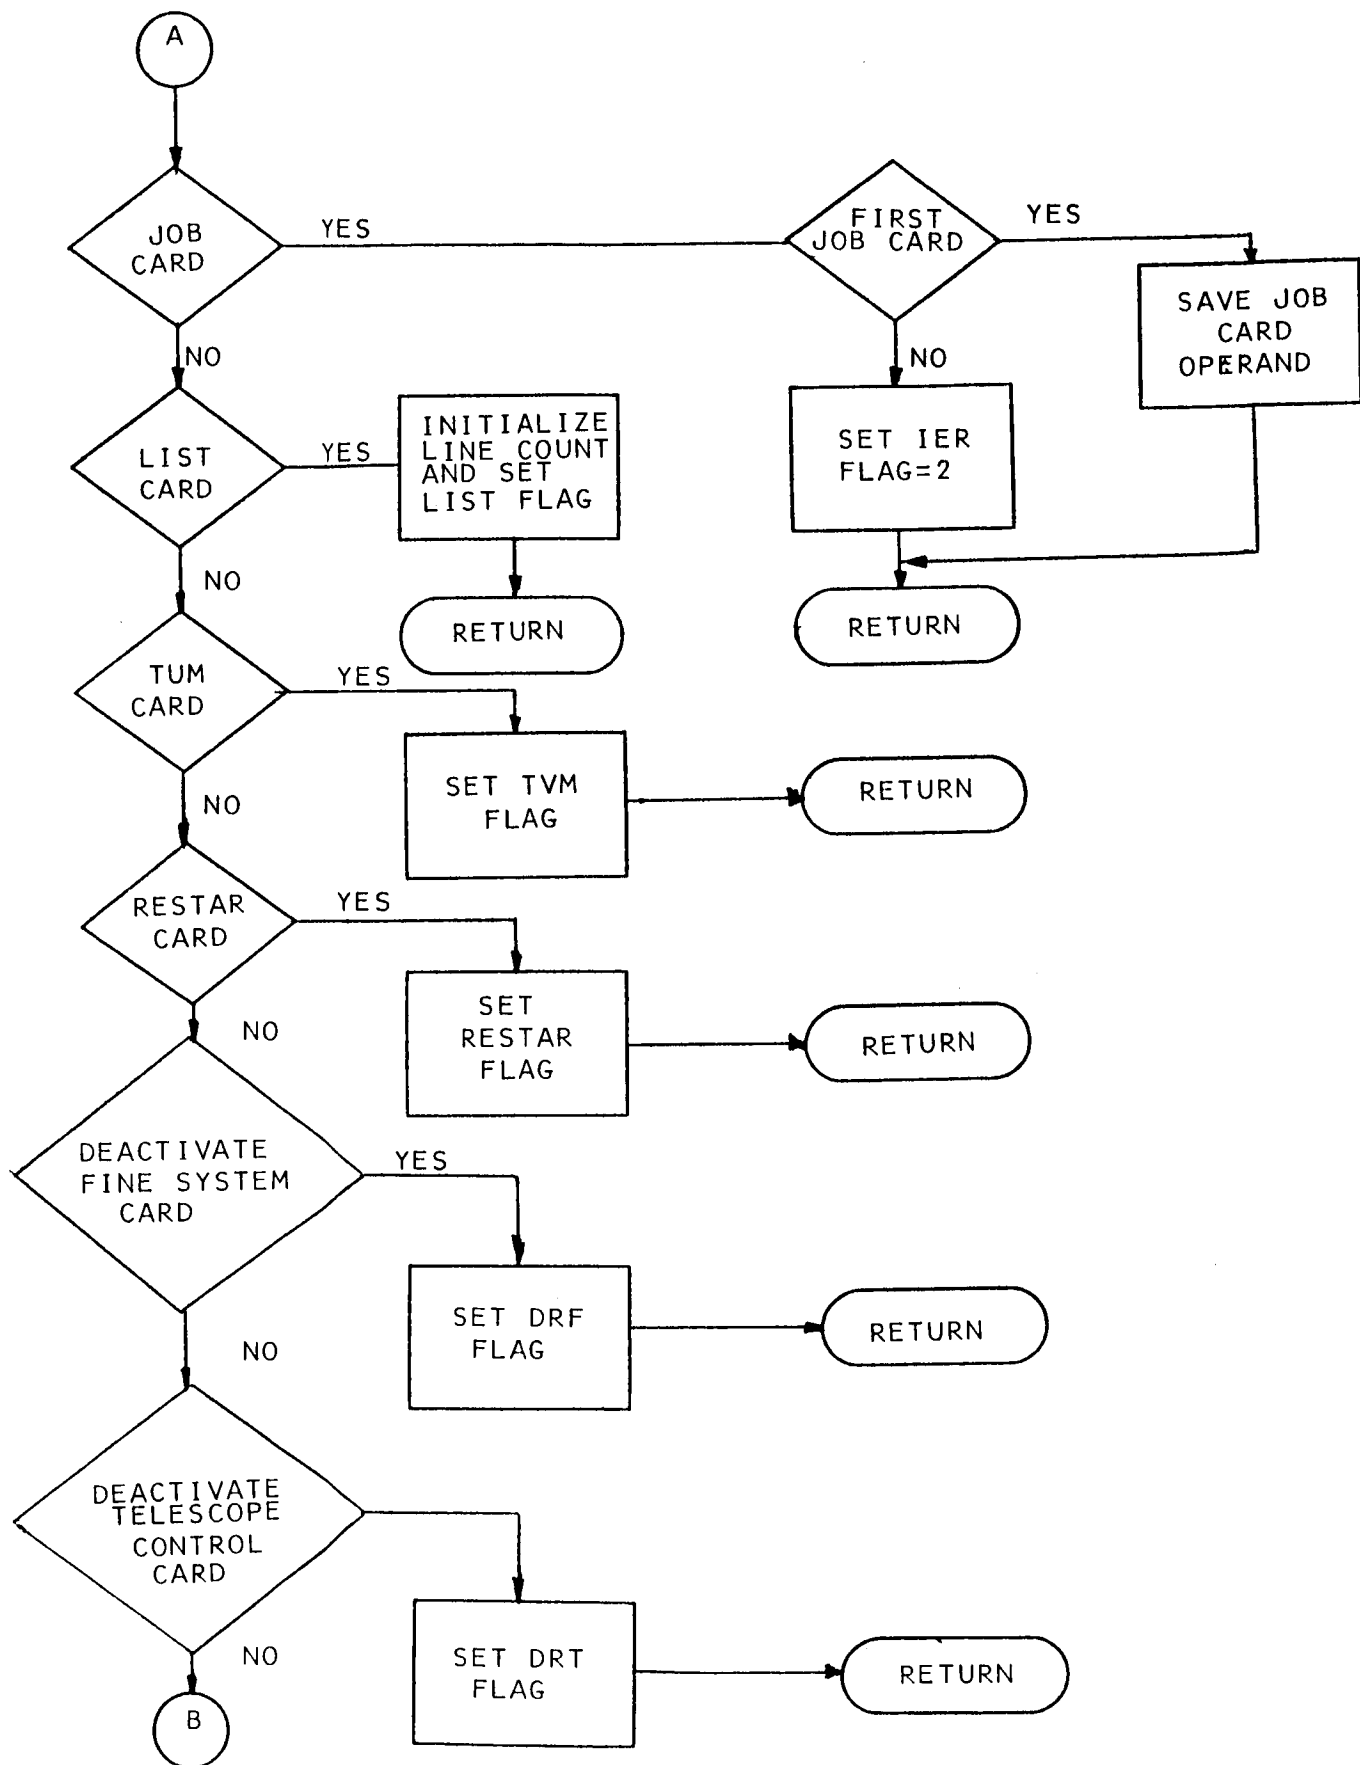 A
JOB
CARD
YES
FIRST
JOB CARD
YES
SAVE JOB
CARD
OPERAND
NO
NO
SET IER
FLAG=2
RETURN
LIST
CARD
YES
INITIALIZE
LINE COUNT
AND SET
LIST FLAG
RETURN
NO
TUM
CARD
YES
SET TVM
FLAG
RETURN
NO
RESTAR
CARD
YES
SET
RESTAR
FLAG
RETURN
NO
DEACTIVATE
FINE SYSTEM
CARD
YES
SET DRF
FLAG
RETURN
NO
DEACTIVATE
TELESCOPE
CONTROL
CARD
SET DRT
FLAG
RETURN
NO
B